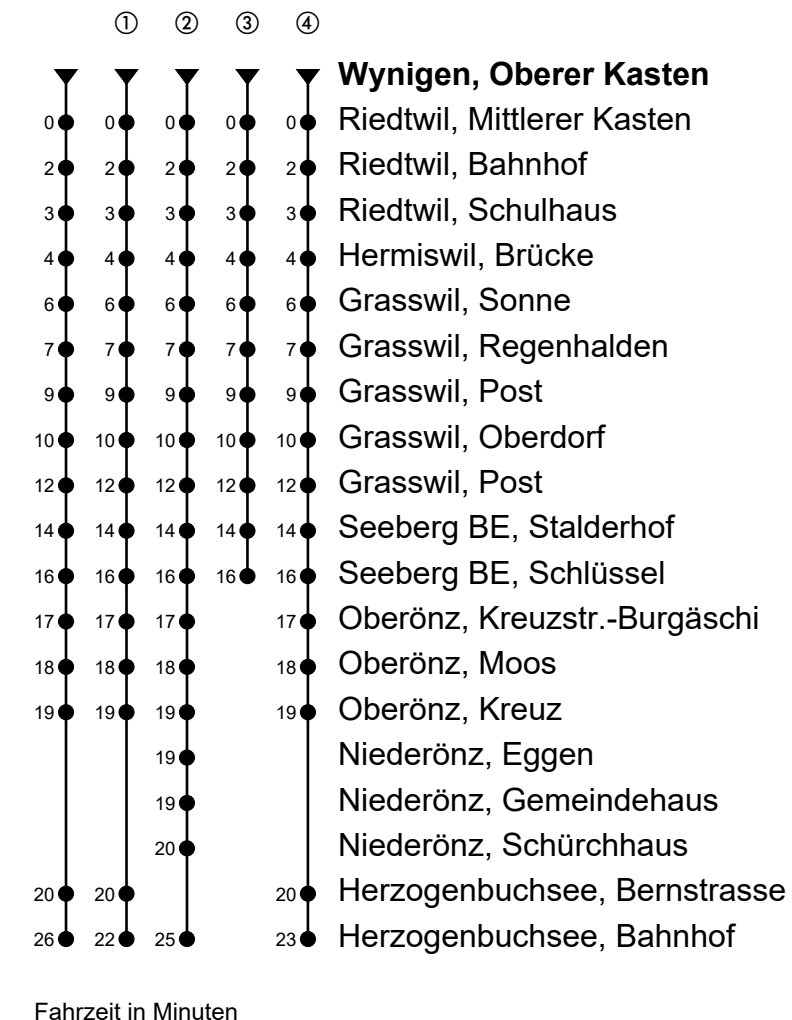 ① ② ③ ④
Wynigen, Oberer Kasten
0 0 0 0 0 Riedtwil, Mittlerer Kasten
2 2 2 2 2 Riedtwil, Bahnhof
3 3 3 3 3 Riedtwil, Schulhaus
4 4 4 4 4 Hermiswil, Brücke
6 6 6 6 6 Grasswil, Sonne
7 7 7 7 7 Grasswil, Regenhalden
9 9 9 9 9 Grasswil, Post
10 10 10 10 10 Grasswil, Oberdorf
12 12 12 12 12 Grasswil, Post
14 14 14 14 14 Seeberg BE, Stalderhof
16 16 16 16 16 Seeberg BE, Schlüssel
17 17 17 17 Oberönz, Kreuzstr.-Burgäschi
18 18 18 18 Oberönz, Moos
19 19 19 19 Oberönz, Kreuz
19 Niederönz, Eggen
19 Niederönz, Gemeindehaus
20 Niederönz, Schürchhaus
20 20 20 Herzogenbuchsee, Bernstrasse
26 22 25 23 Herzogenbuchsee, Bahnhof
Fahrzeit in Minuten